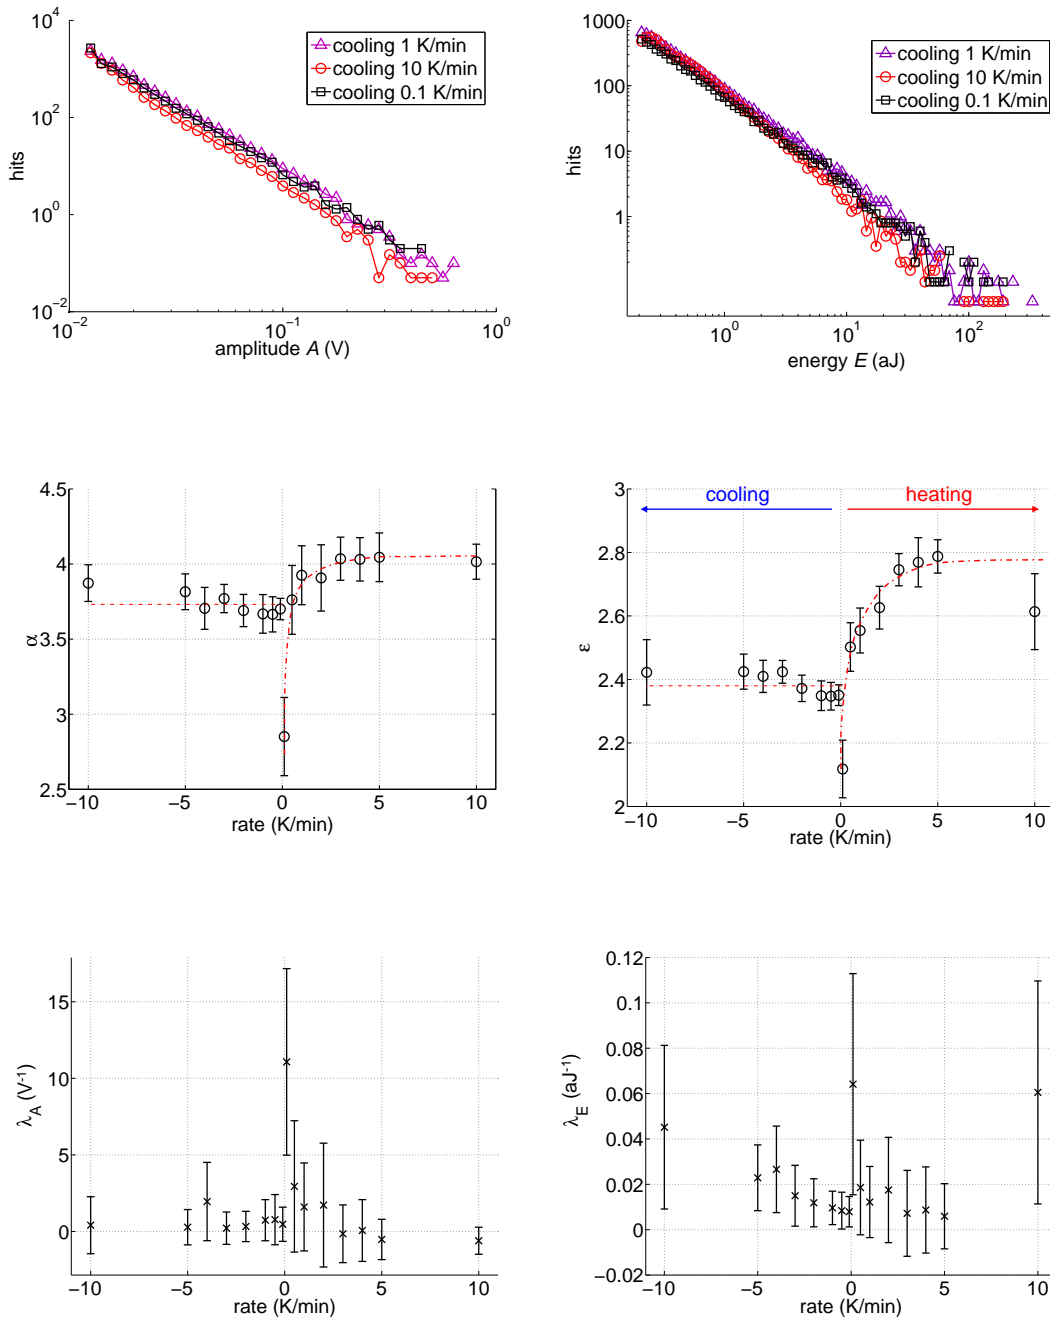 10^4
10^2
10^0
10^-2
hits
cooling 1 K/min
cooling 10 K/min
cooling 0.1 K/min
10^-2
10^-1
10^0
amplitude A (V)
1000
100
10
1
hits
cooling 1 K/min
cooling 10 K/min
cooling 0.1 K/min
10^0
10^1
10^2
energy E (aJ)
4.5
4
3.5
3
2.5
α
−10
−5
0
5
10
rate (K/min)
3
2.8
2.6
2.4
2.2
2
ε
cooling
heating
−10
−5
0
5
10
rate (K/min)
15
10
5
0
λ_A (V^-1)
−10
−5
0
5
10
rate (K/min)
0.12
0.1
0.08
0.06
0.04
0.02
0
−0.02
λ_E (aJ^-1)
−10
−5
0
5
10
rate (K/min)